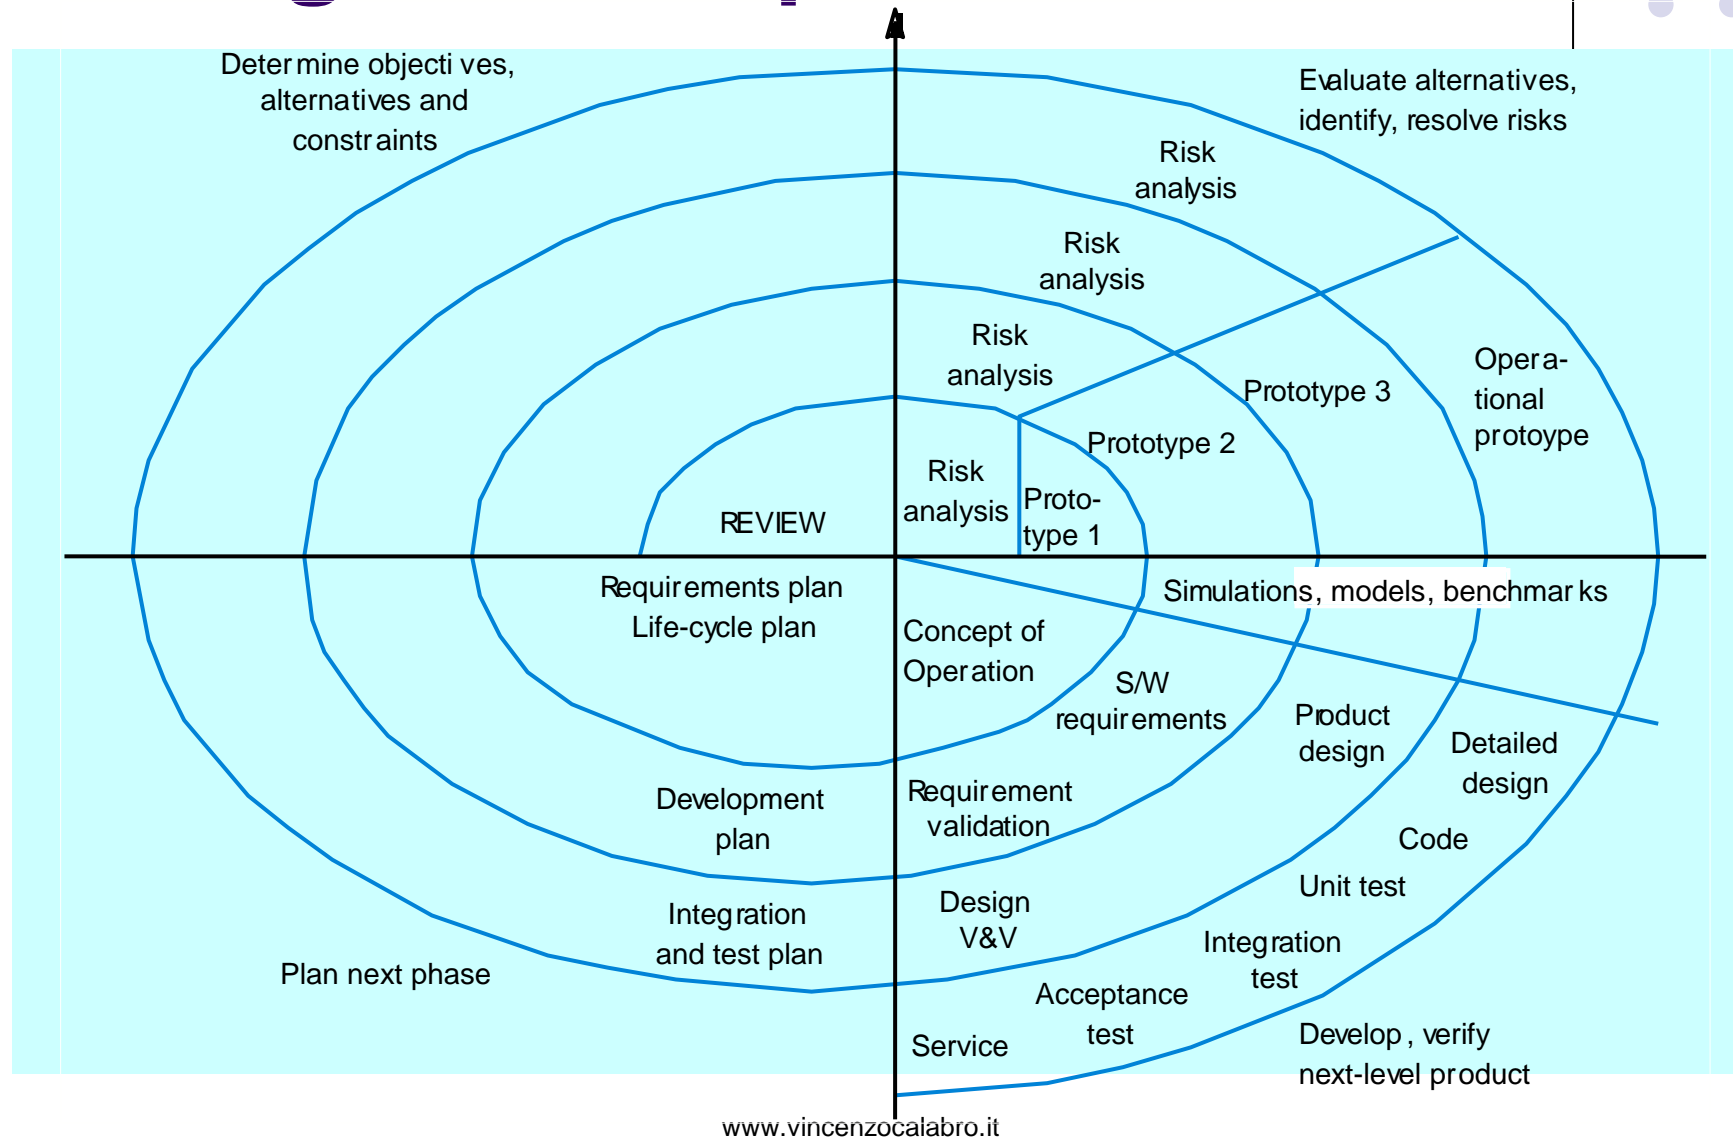 Determine objectives,
alternatives and
constraints
Evaluate alternatives,
identify, resolve risks
Risk
analysis
Risk
analysis
Risk
analysis
Risk
analysis
Opera-
tional
protoype
Prototype 3
Prototype 2
Proto-
type 1
REVIEW
Requirements plan
Life-cycle plan
Simulations, models, benchmarks
Concept of
Operation
S/W
requirements
Product
design
Detailed
design
Development
plan
Requirement
validation
Code
Unit test
Integration
and test plan
Design
V&V
Integration
test
Plan next phase
Acceptance
test
Service
Develop, verify
next-level product
www.vincenzocalabro.it